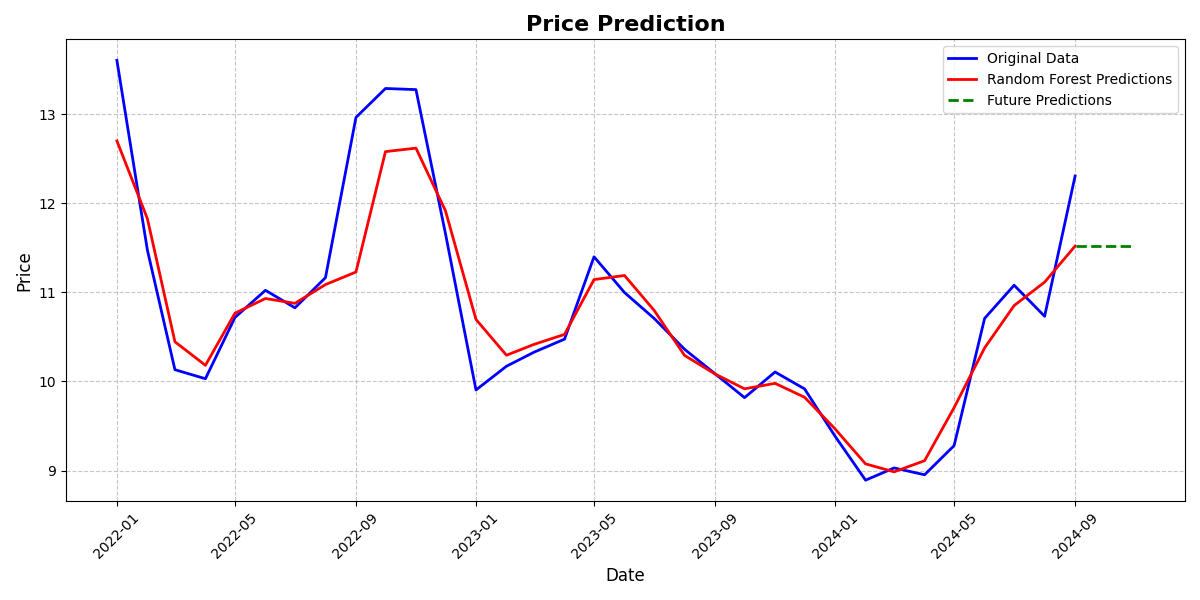 Price Prediction
Original Data
Random Forest Predictions
Future Predictions
Price
13
12
11
10
9
2022-01
2022-05
2022-09
2023-01
2023-05
2023-09
2024-01
2024-05
2024-09
Date